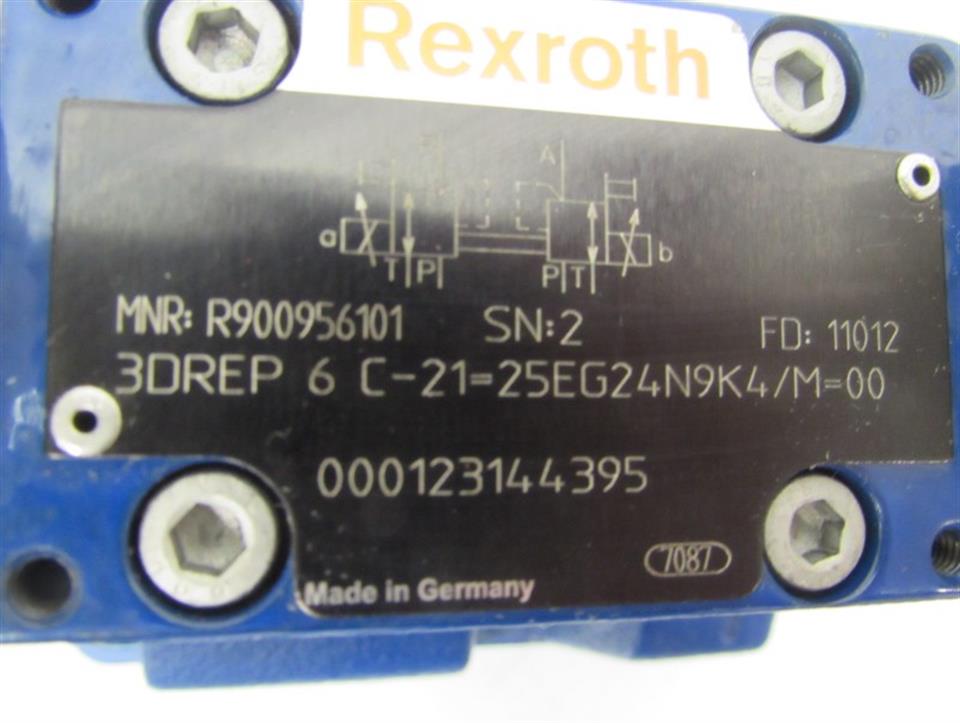 Rexroth
A
a b
T P P T
MNR: R900956101 SN:2 FD: 11012
3DREP 6 C-21=25EG24N9K4/M=00
000123144395
7087
Made in Germany